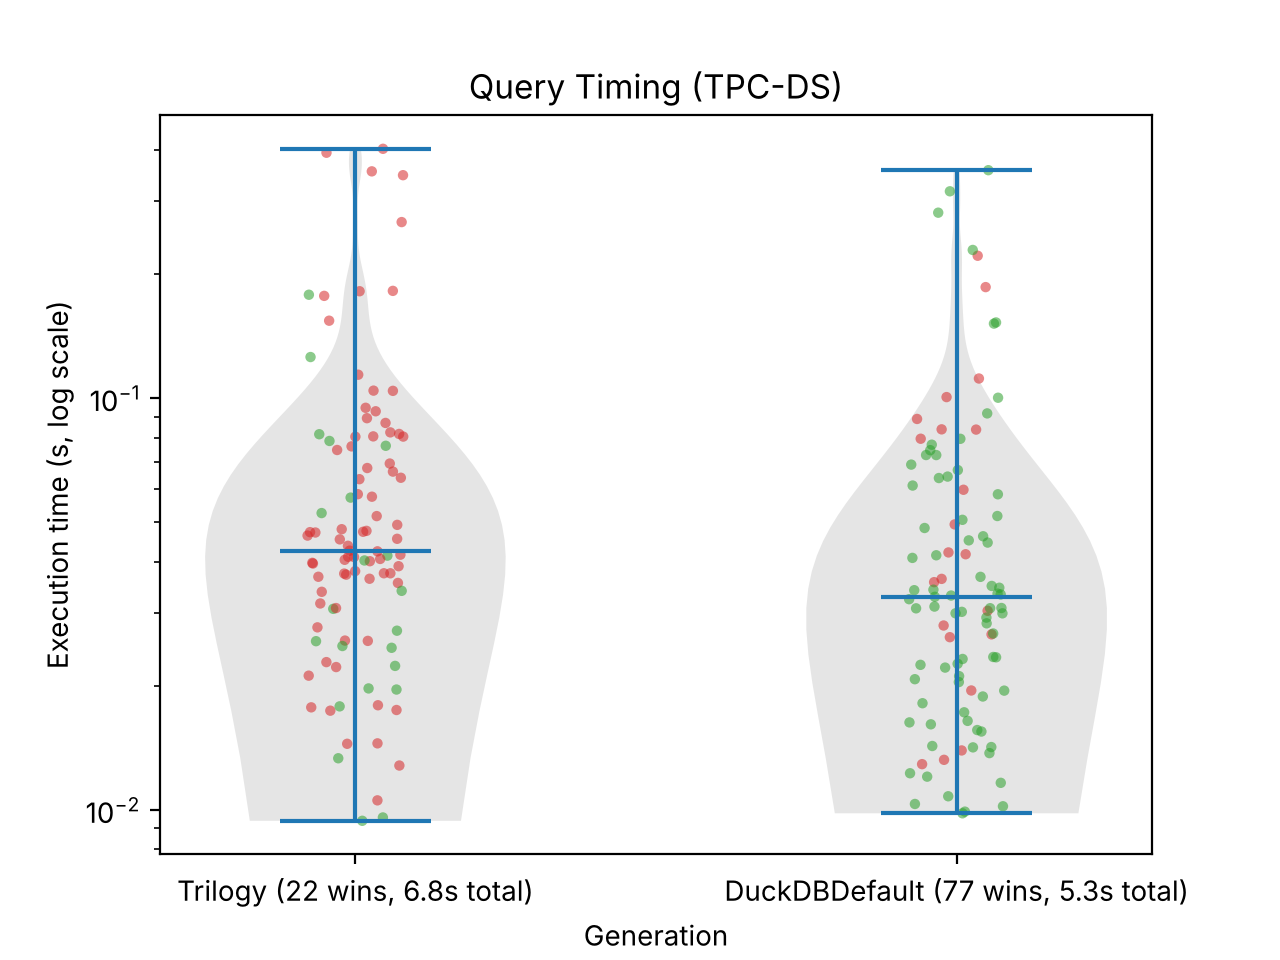 Query Timing (TPC-DS)
Execution time (s, log scale)
10⁻¹
10⁻²
Trilogy (22 wins, 6.8s total)
DuckDBDefault (77 wins, 5.3s total)
Generation